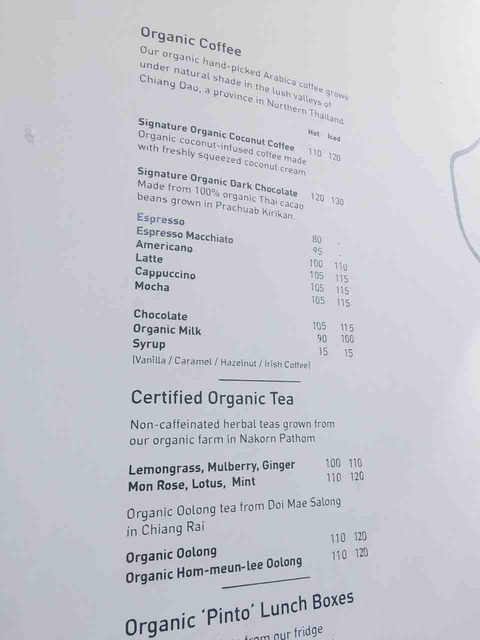 Organic Coffee
Our organic hand-picked Arabica coffee grows
under natural shade in the lush valleys of
Chiang Dao, a province in Northern Thailand
Hot Iced
Signature Organic Coconut Coffee 110 120
Organic coconut-infused coffee made
with freshly squeezed coconut cream
Signature Organic Dark Chocolate 120 130
Made from 100% organic Thai cacao
beans grown in Prachuab Kirikan
Espresso 80 -
Espresso Macchiato 95 -
Americano 100 110
Latte 105 115
Cappuccino 105 115
Mocha 105 115
Chocolate 105 115
Organic Milk 90 100
Syrup 15 15
(Vanilla / Caramel / Hazelnut / Irish Coffee)
Certified Organic Tea
Non-caffeinated herbal teas grown from
our organic farm in Nakorn Pathom
Lemongrass, Mulberry, Ginger 100 110
Mon Rose, Lotus, Mint 110 120
Organic Oolong tea from Doi Mae Salong
in Chiang Rai
Organic Oolong 110 120
Organic Hom-meun-lee Oolong 110 120
Organic 'Pinto' Lunch Boxes
from our fridge